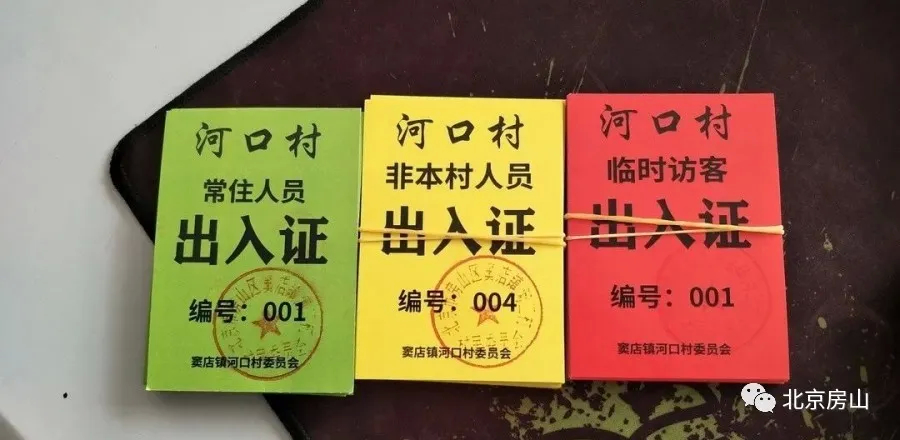 河口村
常住人员
出入证
编号：001
窦店镇河口村委员会
河口村
非本村人员
出入证
编号：004
窦店镇河口村委员会
河口村
临时访客
出入证
编号：001
窦店镇河口村委员会
北京房山